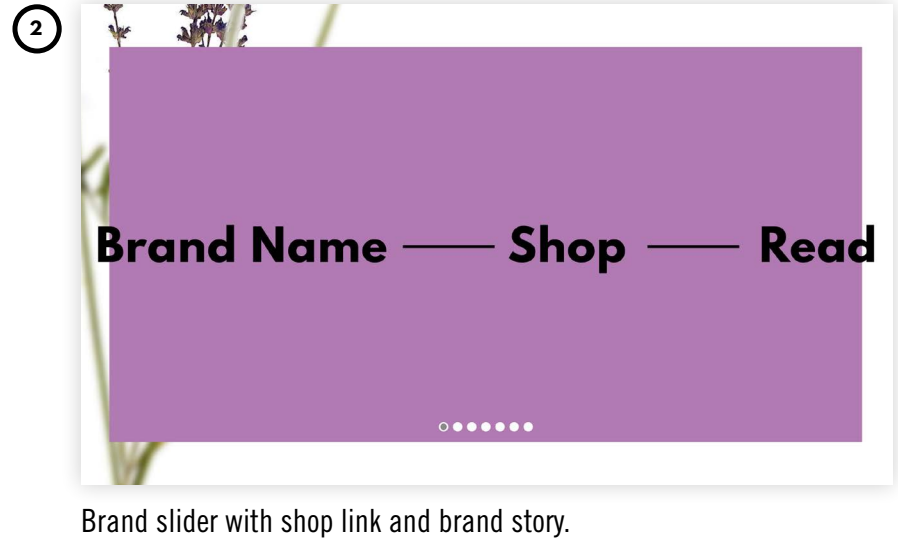 2
Brand Name — Shop — Read
Brand slider with shop link and brand story.